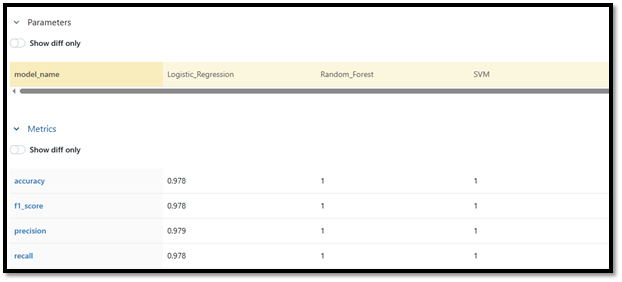 Parameters
Show diff only
model_name Logistic_Regression Random_Forest SVM
Metrics
Show diff only
accuracy 0.978 1 1
f1_score 0.978 1 1
precision 0.979 1 1
recall 0.978 1 1